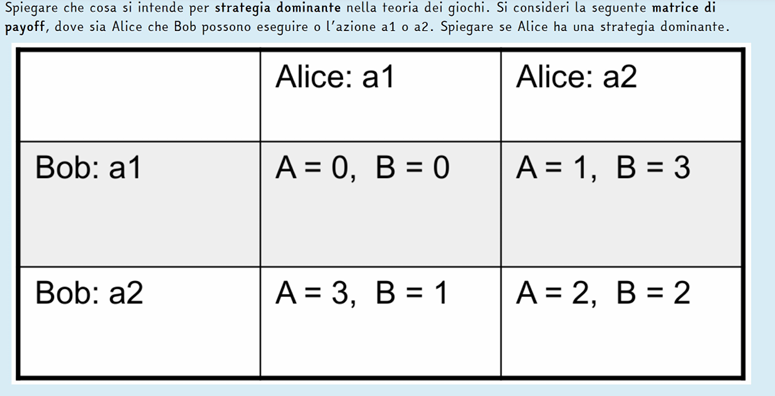 Spiegare che cosa si intende per strategia dominante nella teoria dei giochi. Si consideri la seguente matrice di
payoff, dove sia Alice che Bob possono eseguire o l'azione a1 o a2. Spiegare se Alice ha una strategia dominante.
Alice: a1 Alice: a2
Bob: a1 A = 0, B = 0 A = 1, B = 3
Bob: a2 A = 3, B = 1 A = 2, B = 2